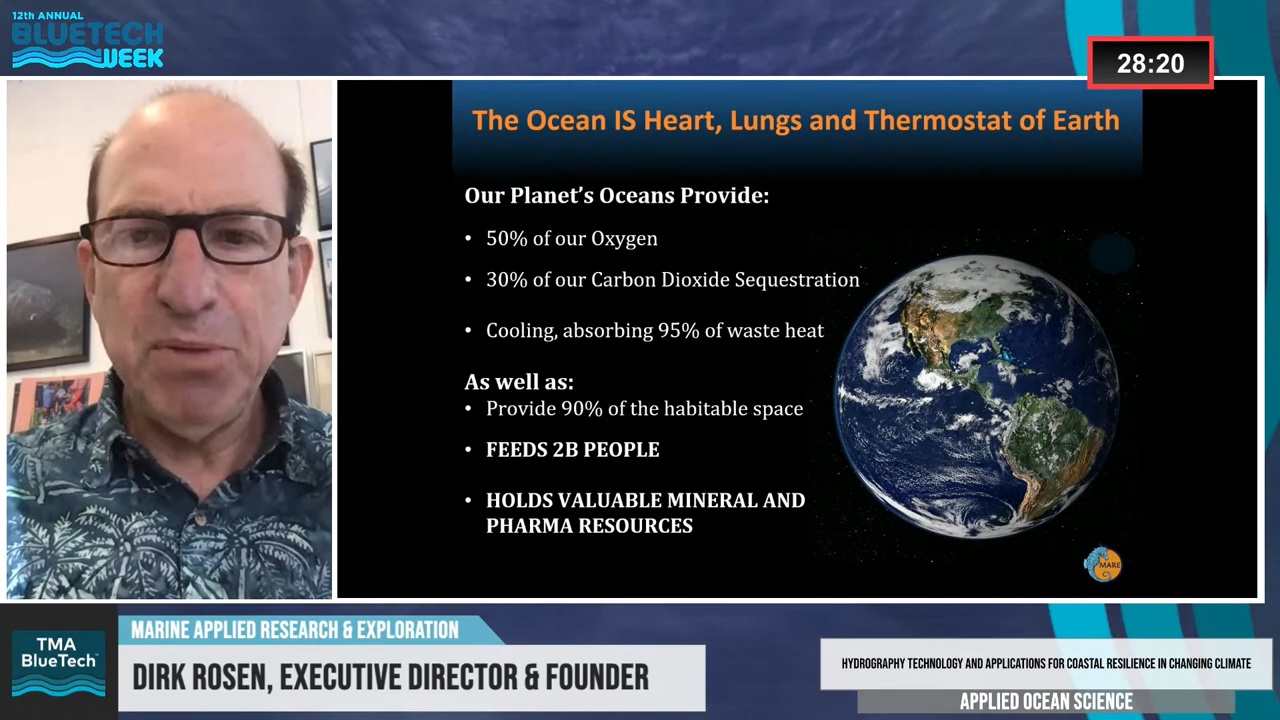 12TH ANNUAL
BLUETECH
WEEK
28:20
The Ocean IS Heart, Lungs and Thermostat of Earth
Our Planet’s Oceans Provide:
• 50% of our Oxygen
• 30% of our Carbon Dioxide Sequestration
• Cooling, absorbing 95% of waste heat
As well as:
• Provide 90% of the habitable space
• FEEDS 2B PEOPLE
• HOLDS VALUABLE MINERAL AND
PHARMA RESOURCES
MARE
TMA
BlueTech™
MARINE APPLIED RESEARCH & EXPLORATION
DIRK ROSEN, EXECUTIVE DIRECTOR & FOUNDER
HYDROGRAPHY TECHNOLOGY AND APPLICATIONS FOR COASTAL RESILIENCE IN CHANGING CLIMATE
APPLIED OCEAN SCIENCE